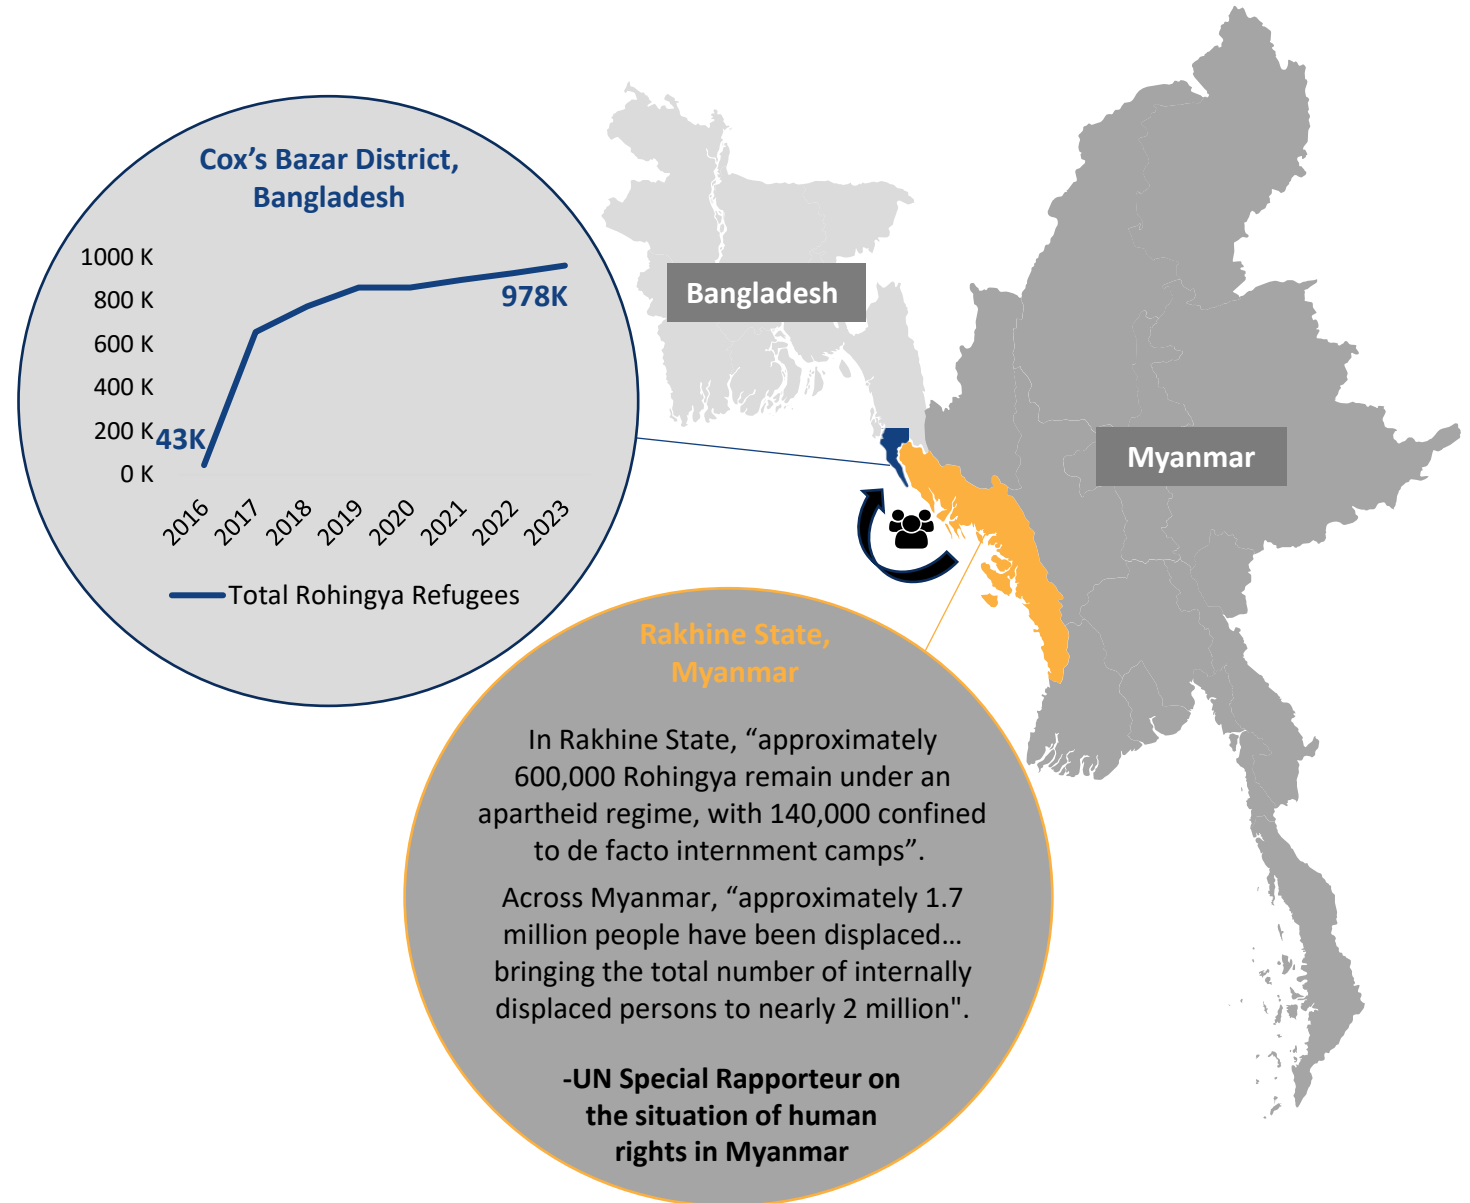 Cox’s Bazar District,
Bangladesh
1000 K
800 K
600 K
400 K
200 K
0 K
43K
978K
2016
2017
2018
2019
2020
2021
2022
2023
Total Rohingya Refugees
Bangladesh
Myanmar
Rakhine State,
Myanmar
In Rakhine State, “approximately
600,000 Rohingya remain under an
apartheid regime, with 140,000 confined
to de facto internment camps”.
Across Myanmar, “approximately 1.7
million people have been displaced…
bringing the total number of internally
displaced persons to nearly 2 million".
-UN Special Rapporteur on
the situation of human
rights in Myanmar